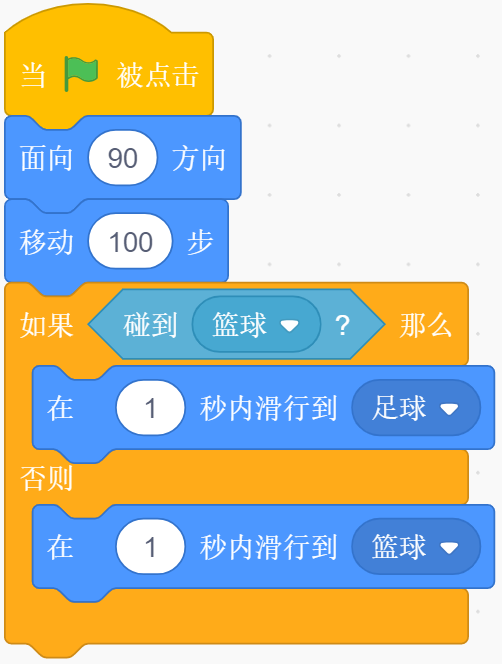 当 被点击
面向 90 方向
移动 100 步
如果 碰到 篮球 ? 那么
在 1 秒内滑行到 足球
否则
在 1 秒内滑行到 篮球